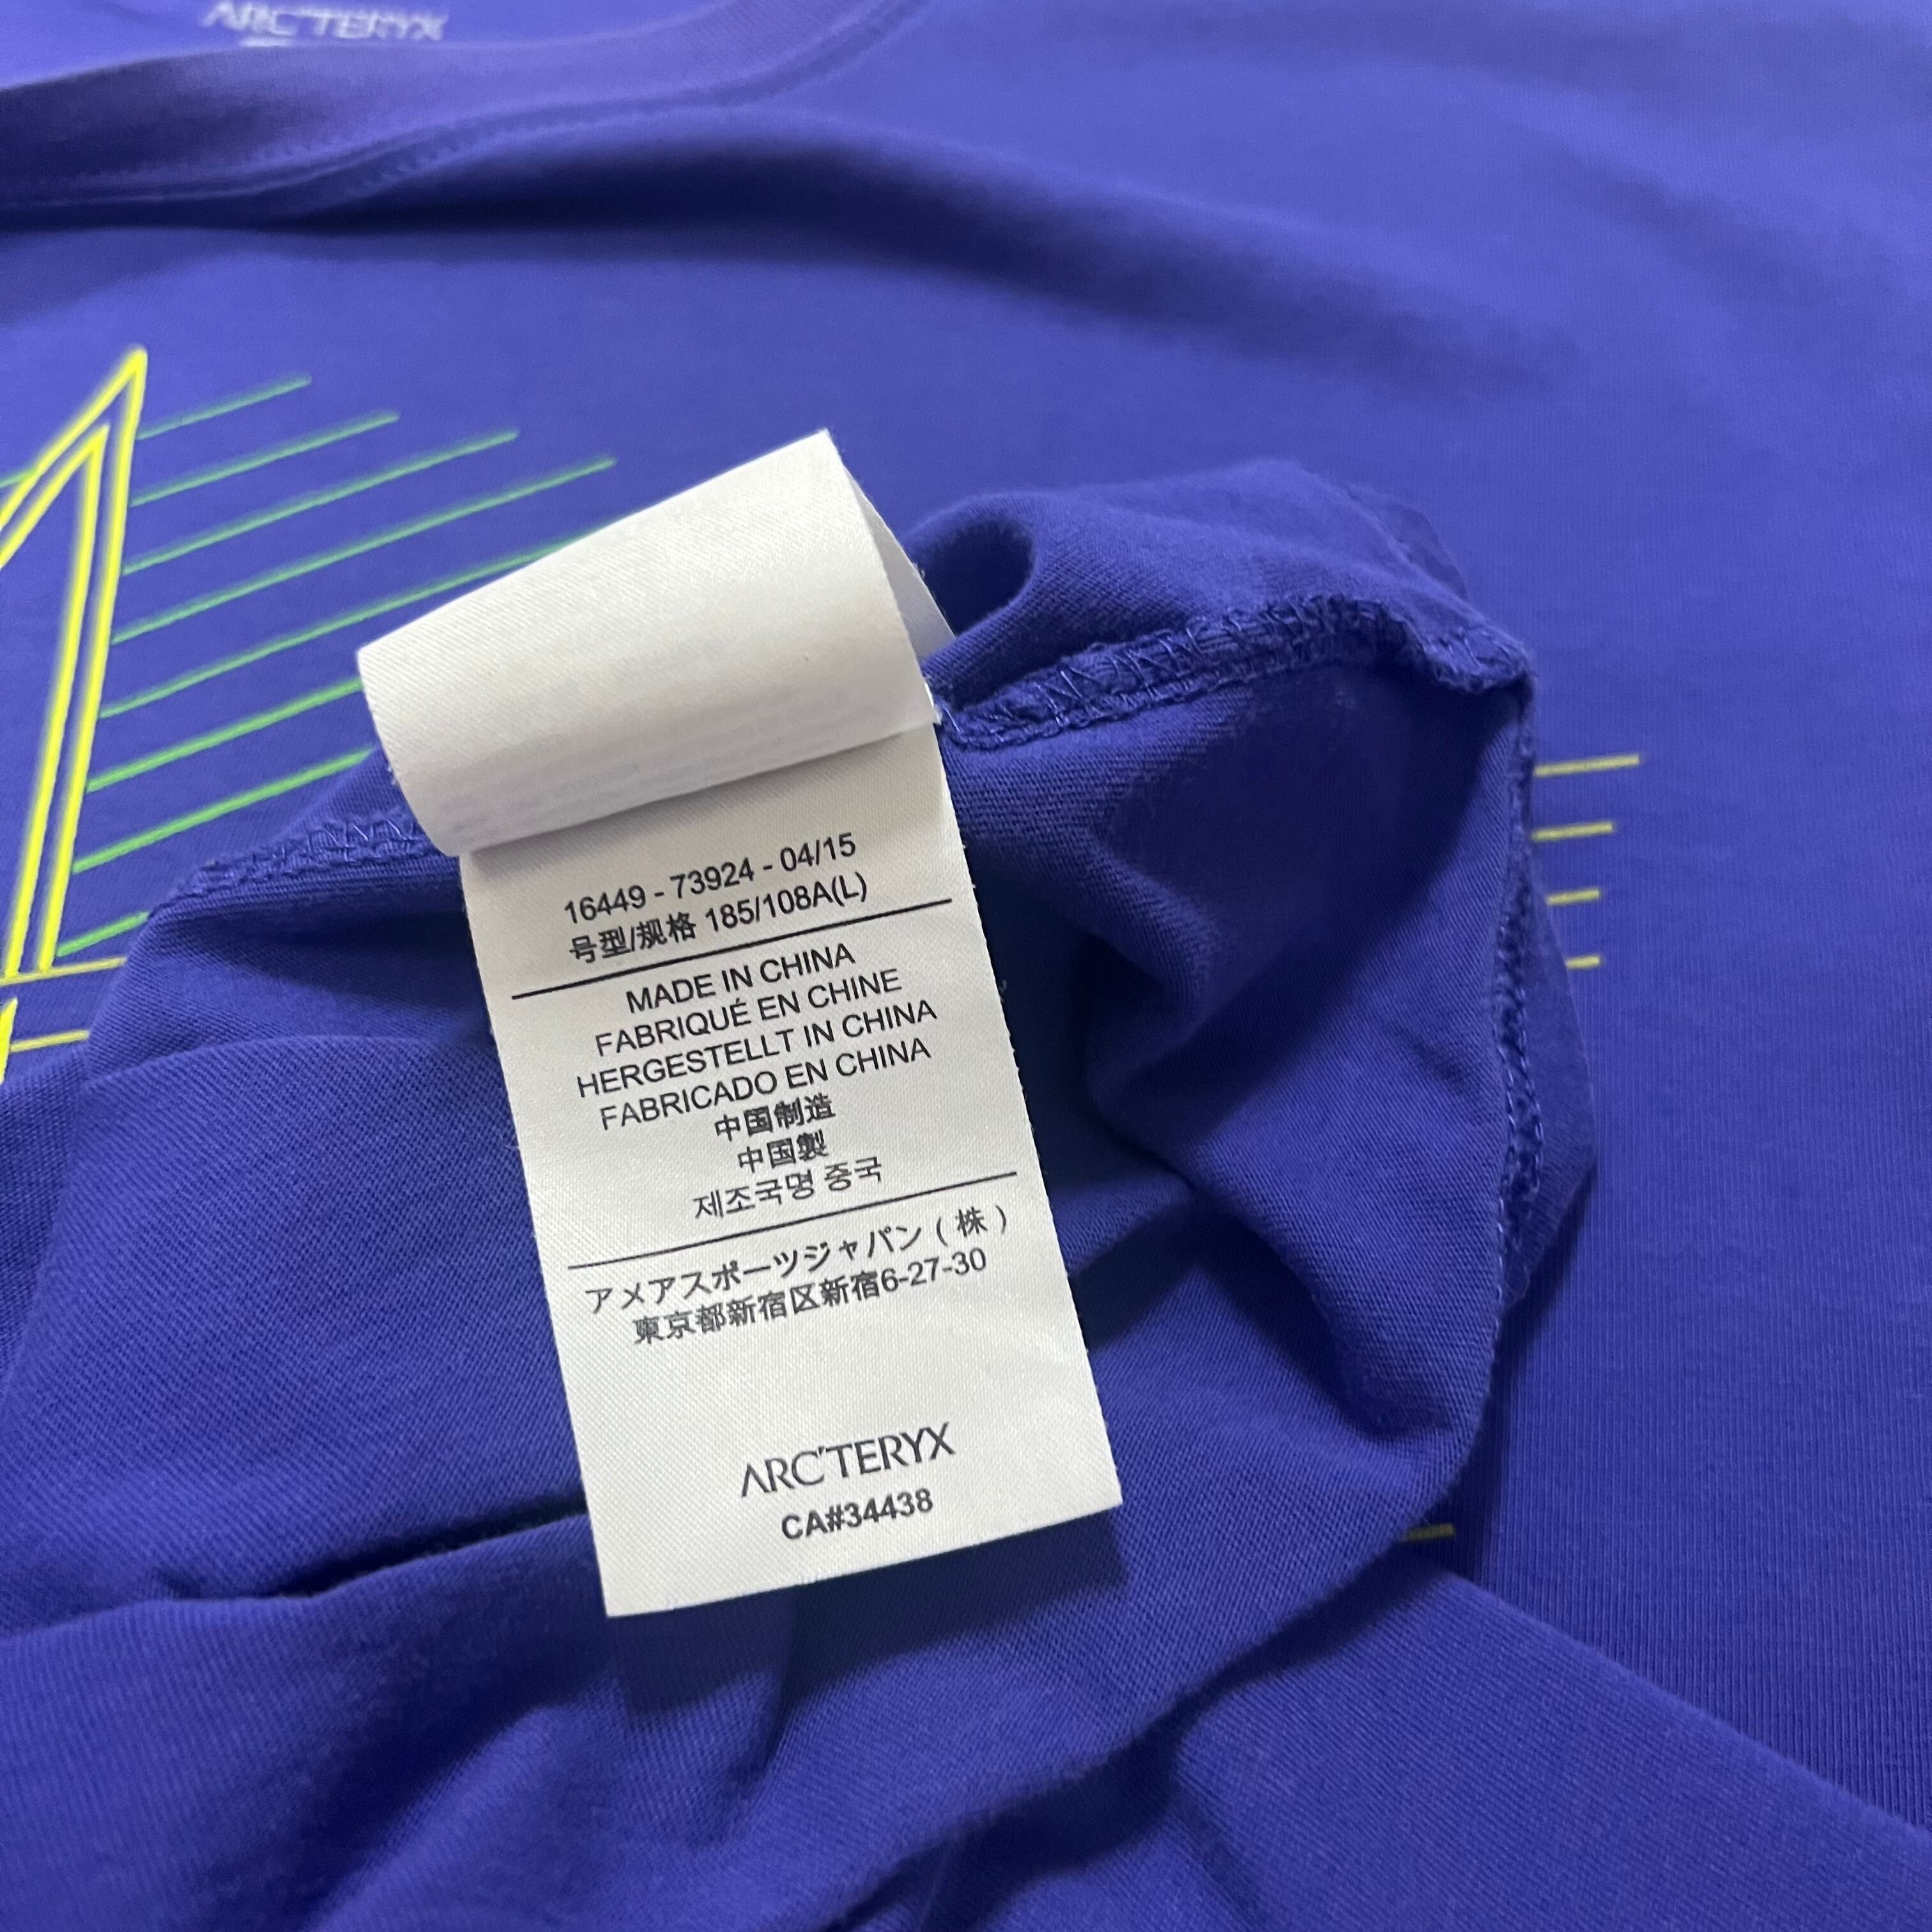 ARC'TERYX
16449 - 73924 - 04/15
号型/规格 185/108A(L)
MADE IN CHINA
FABRIQUÉ EN CHINE
HERGESTELLT IN CHINA
FABRICADO EN CHINA
中国制造
中国製
제조국명 중국
アメアスポーツジャパン（株）
東京都新宿区新宿6-27-30
ARC'TERYX
CA#34438